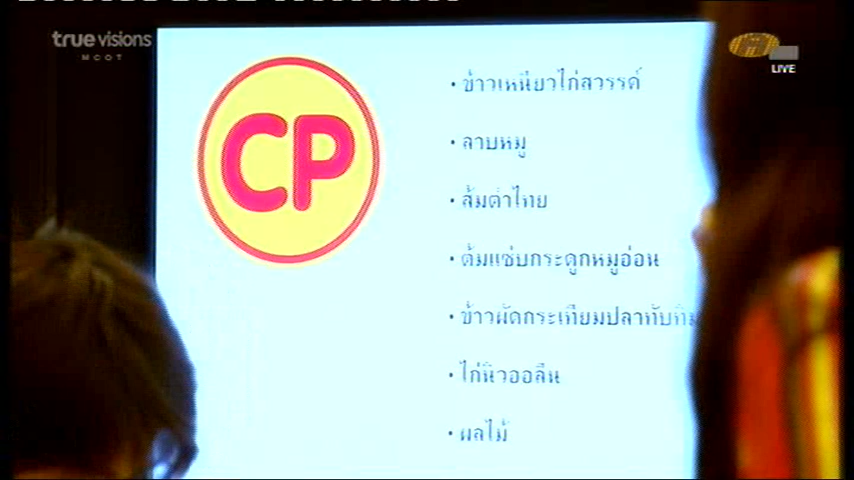 true visions
MCOT
LIVE
CP
• ข้าวเหนียวไก่สวรรค์
• ลาบหมู
• ส้มตำไทย
• ต้มแซ่บกระดูกหมูอ่อน
• ข้าวผัดกระเทียมปลาทับทิม
• ไก่นิวออลีน
• ผลไม้